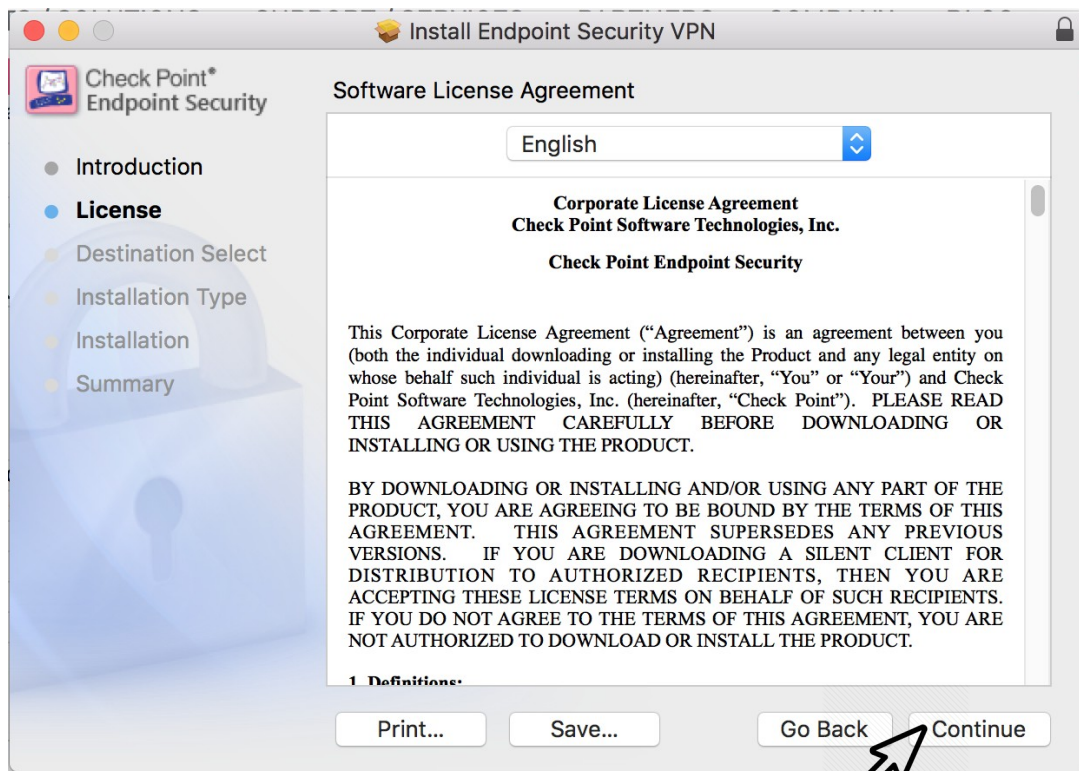 Install Endpoint Security VPN
Check Point
Endpoint Security
Introduction
License
Destination Select
Installation Type
Installation
Summary
Software License Agreement
English
Corporate License Agreement
Check Point Software Technologies, Inc.
Check Point Endpoint Security
This Corporate License Agreement (“Agreement”) is an agreement between you
(both the individual downloading or installing the Product and any legal entity on
whose behalf such individual is acting) (hereinafter, “You” or “Your”) and Check
Point Software Technologies, Inc. (hereinafter, “Check Point”). PLEASE READ
THIS AGREEMENT CAREFULLY BEFORE DOWNLOADING OR
INSTALLING OR USING THE PRODUCT.
BY DOWNLOADING OR INSTALLING AND/OR USING ANY PART OF THE
PRODUCT, YOU ARE AGREEING TO BE BOUND BY THE TERMS OF THIS
AGREEMENT. THIS AGREEMENT SUPERSEDES ANY PREVIOUS
VERSIONS. IF YOU ARE DOWNLOADING A SILENT CLIENT FOR
DISTRIBUTION TO AUTHORIZED RECIPIENTS, THEN YOU ARE
ACCEPTING THESE LICENSE TERMS ON BEHALF OF SUCH RECIPIENTS.
IF YOU DO NOT AGREE TO THE TERMS OF THIS AGREEMENT, YOU ARE
NOT AUTHORIZED TO DOWNLOAD OR INSTALL THE PRODUCT.
1. Definitions:
Print...
Save...
Go Back
Continue